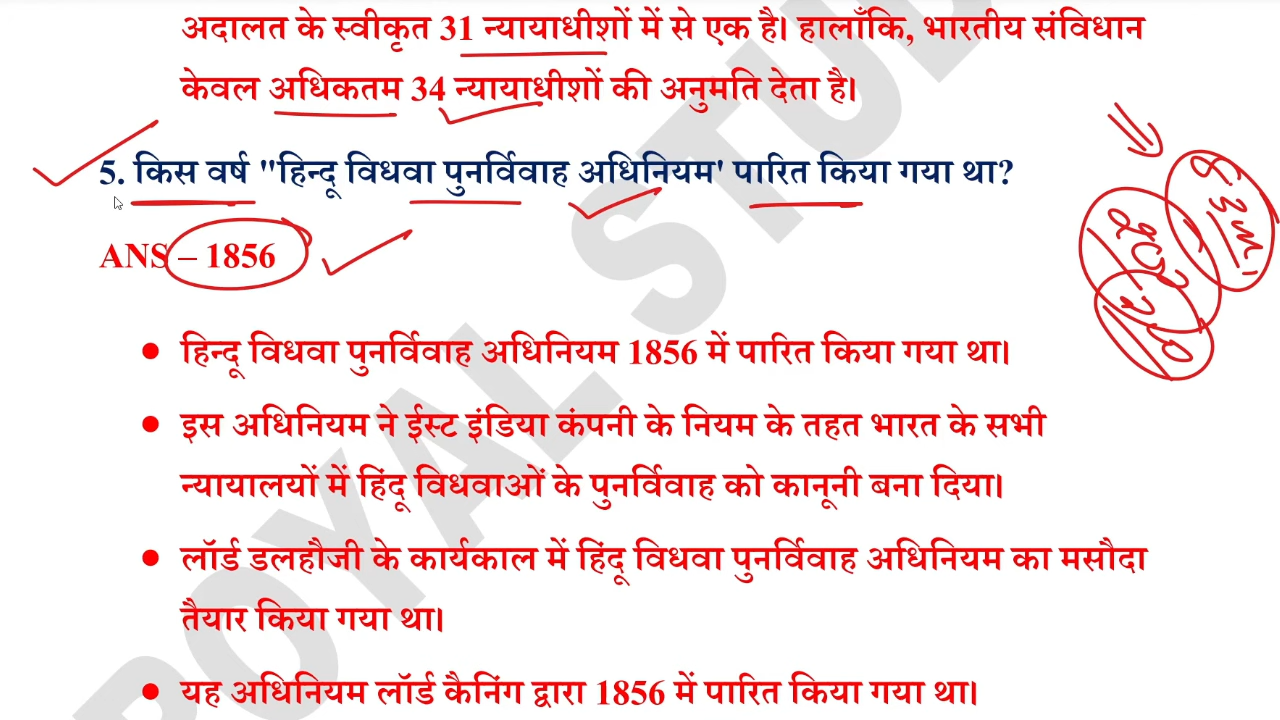 अदालत के स्वीकृत 31 न्यायाधीशों में से एक है। हालाँकि, भारतीय संविधान
केवल अधिकतम 34 न्यायाधीशों की अनुमति देता है।
5. किस वर्ष "हिन्दू विधवा पुनर्विवाह अधिनियम' पारित किया गया था?
ANS – 1856
• हिन्दू विधवा पुनर्विवाह अधिनियम 1856 में पारित किया गया था।
• इस अधिनियम ने ईस्ट इंडिया कंपनी के नियम के तहत भारत के सभी
न्यायालयों में हिंदू विधवाओं के पुनर्विवाह को कानूनी बना दिया।
• लॉर्ड डलहौजी के कार्यकाल में हिंदू विधवा पुनर्विवाह अधिनियम का मसौदा
तैयार किया गया था।
• यह अधिनियम लॉर्ड कैनिंग द्वारा 1856 में पारित किया गया था।
ROYAL STUD